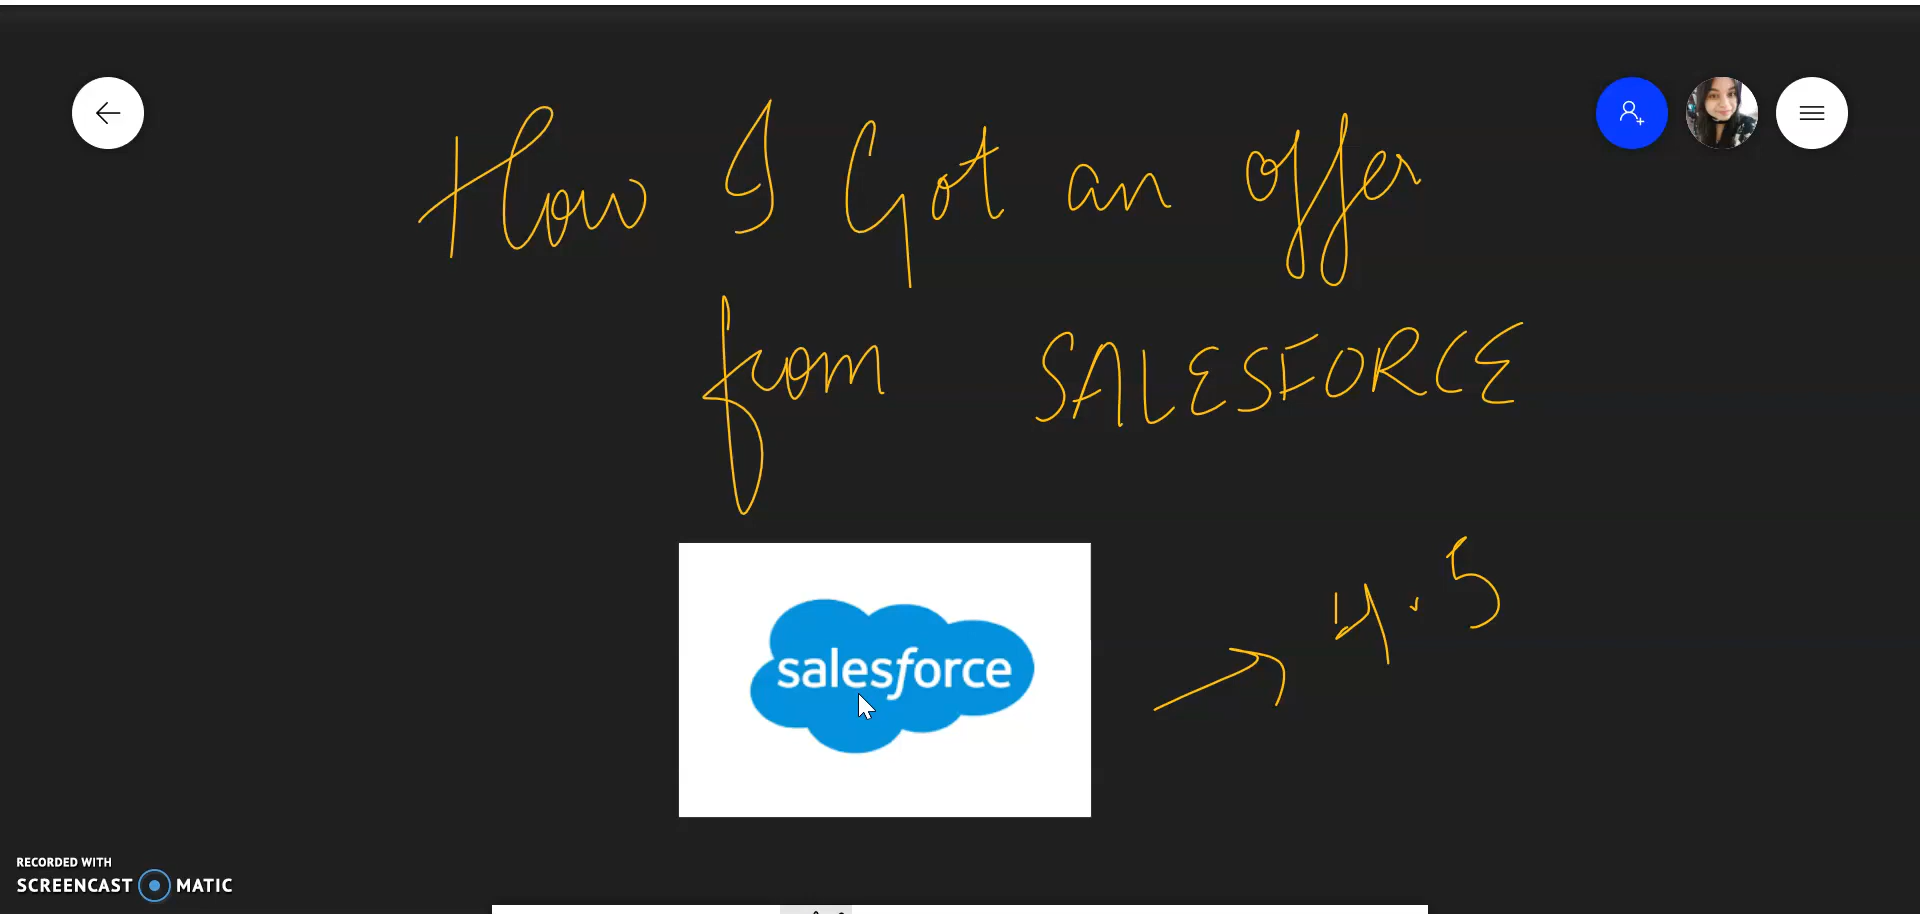 How I Got an offer
from SALESFORCE
salesforce
4.5
RECORDED WITH
SCREENCAST MATIC